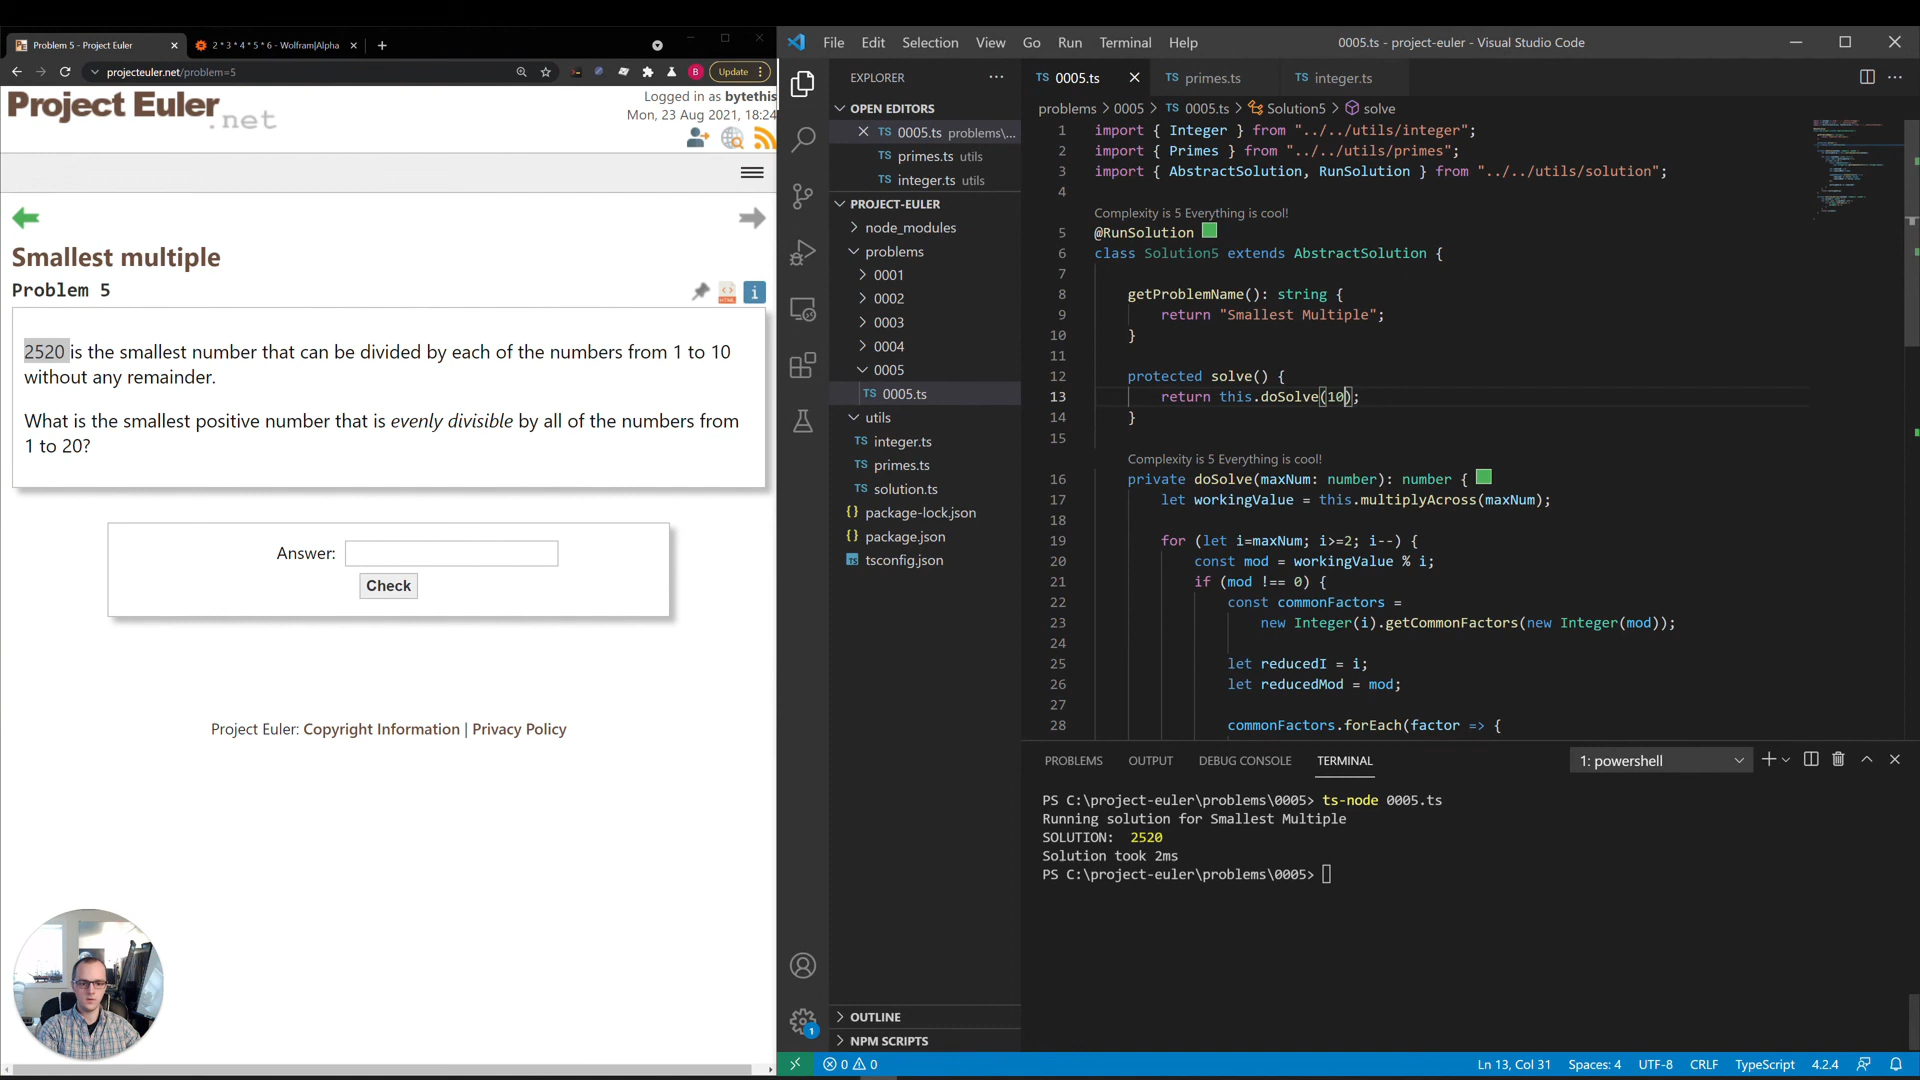 Problem 5 - Project Euler
2 * 3 * 4 * 5 * 6 - Wolfram|Alpha
projecteuler.net/problem=5
B
Update
Project Euler
.net
Logged in as bytethis
Mon, 23 Aug 2021, 18:24
Smallest multiple
Problem 5
2520 is the smallest number that can be divided by each of the numbers from 1 to 10
without any remainder.
What is the smallest positive number that is evenly divisible by all of the numbers from
1 to 20?
Answer:
Check
Project Euler: Copyright Information | Privacy Policy
File Edit Selection View Go Run Terminal Help
0005.ts - project-euler - Visual Studio Code
EXPLORER
OPEN EDITORS
TS 0005.ts problems\...
TS primes.ts utils
TS integer.ts utils
PROJECT-EULER
node_modules
problems
0001
0002
0003
0004
0005
TS 0005.ts
utils
TS integer.ts
TS primes.ts
TS solution.ts
{} package-lock.json
{} package.json
tsconfig.json
OUTLINE
NPM SCRIPTS
1
TS 0005.ts
TS primes.ts
TS integer.ts
problems > 0005 > TS 0005.ts > Solution5 > solve
1 import { Integer } from "../../utils/integer";
2 import { Primes } from "../../utils/primes";
3 import { AbstractSolution, RunSolution } from "../../utils/solution";
4
Complexity is 5 Everything is cool!
5 @RunSolution
6 class Solution5 extends AbstractSolution {
7
8 getProblemName(): string {
9 return "Smallest Multiple";
10 }
11
12 protected solve() {
13 return this.doSolve(10);
14 }
15
Complexity is 5 Everything is cool!
16 private doSolve(maxNum: number): number {
17 let workingValue = this.multiplyAcross(maxNum);
18
19 for (let i=maxNum; i>=2; i--) {
20 const mod = workingValue % i;
21 if (mod !== 0) {
22 const commonFactors =
23 new Integer(i).getCommonFactors(new Integer(mod));
24
25 let reducedI = i;
26 let reducedMod = mod;
27
28 commonFactors.forEach(factor => {
PROBLEMS OUTPUT DEBUG CONSOLE TERMINAL
1: powershell
PS C:\project-euler\problems\0005> ts-node 0005.ts
Running solution for Smallest Multiple
SOLUTION: 2520
Solution took 2ms
PS C:\project-euler\problems\0005>
0 0
Ln 13, Col 31 Spaces: 4 UTF-8 CRLF TypeScript 4.2.4